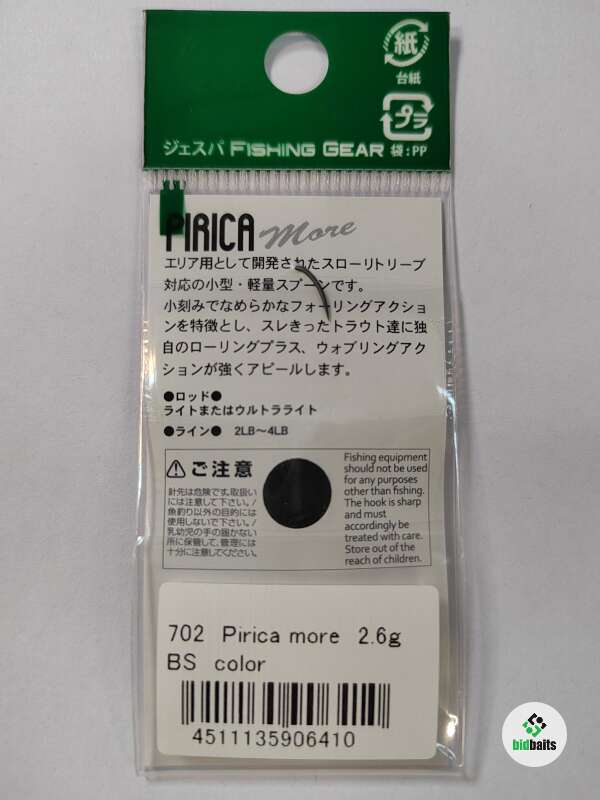 紙
台紙
プラ
ジェスパ FISHING GEAR 袋:PP
PIRICA more
エリア用として開発されたスローリトリーブ
対応の小型・軽量スプーンです。
小刻みでなめらかなフォーリングアクショ
ンを特徴とし、スレきったトラウト達に独
自のローリングプラス、ウォブリングアク
ションが強くアピールします。
●ロッド●
ライトまたはウルトラライト
●ライン● 2LB〜4LB
ご注意
針先は危険です。取扱い
には注意して下さい。/
魚釣り以外の目的には
使用しないで下さい。/
乳幼児の手の届かない
所に保管して、管理には
十分に注意してください。
Fishing equipment
should not be used
for any purposes
other than fishing.
The hook is sharp
and must
accordingly be
treated with care.
Store out of the
reach of children.
702 Pirica more 2.6g
BS color
4511135906410
bidbaits